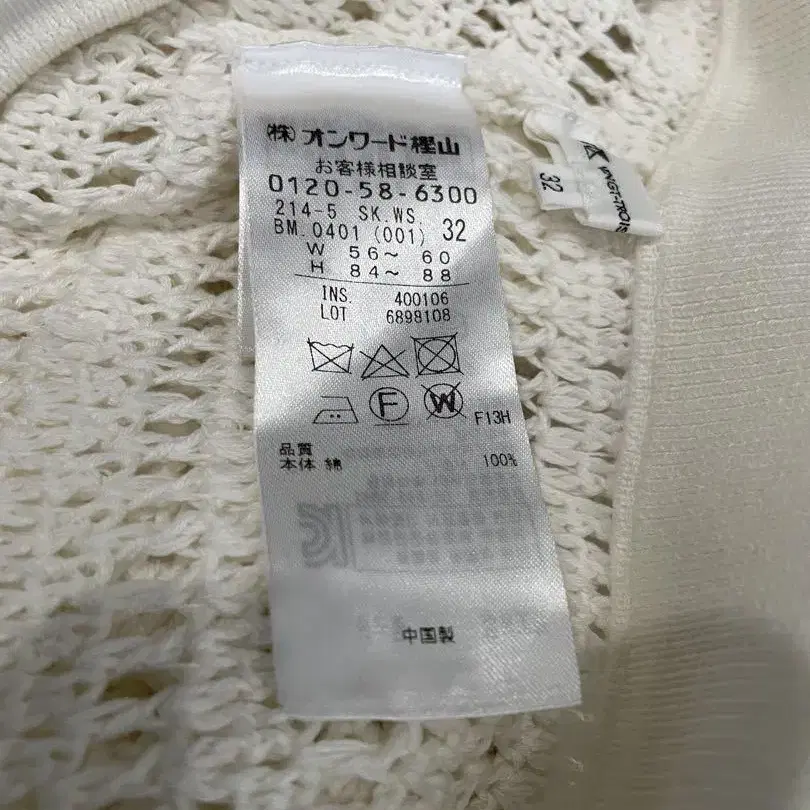 ㈱オンワード樫山
お客様相談室
0120-58-6300
214-5 SK.WS.
BM.0401 (001) 32
W 56～ 60
H 84～ 88
INS. 400106
LOT 6898108
F
W
F13H
品質
本体 綿 100%
中国製
32